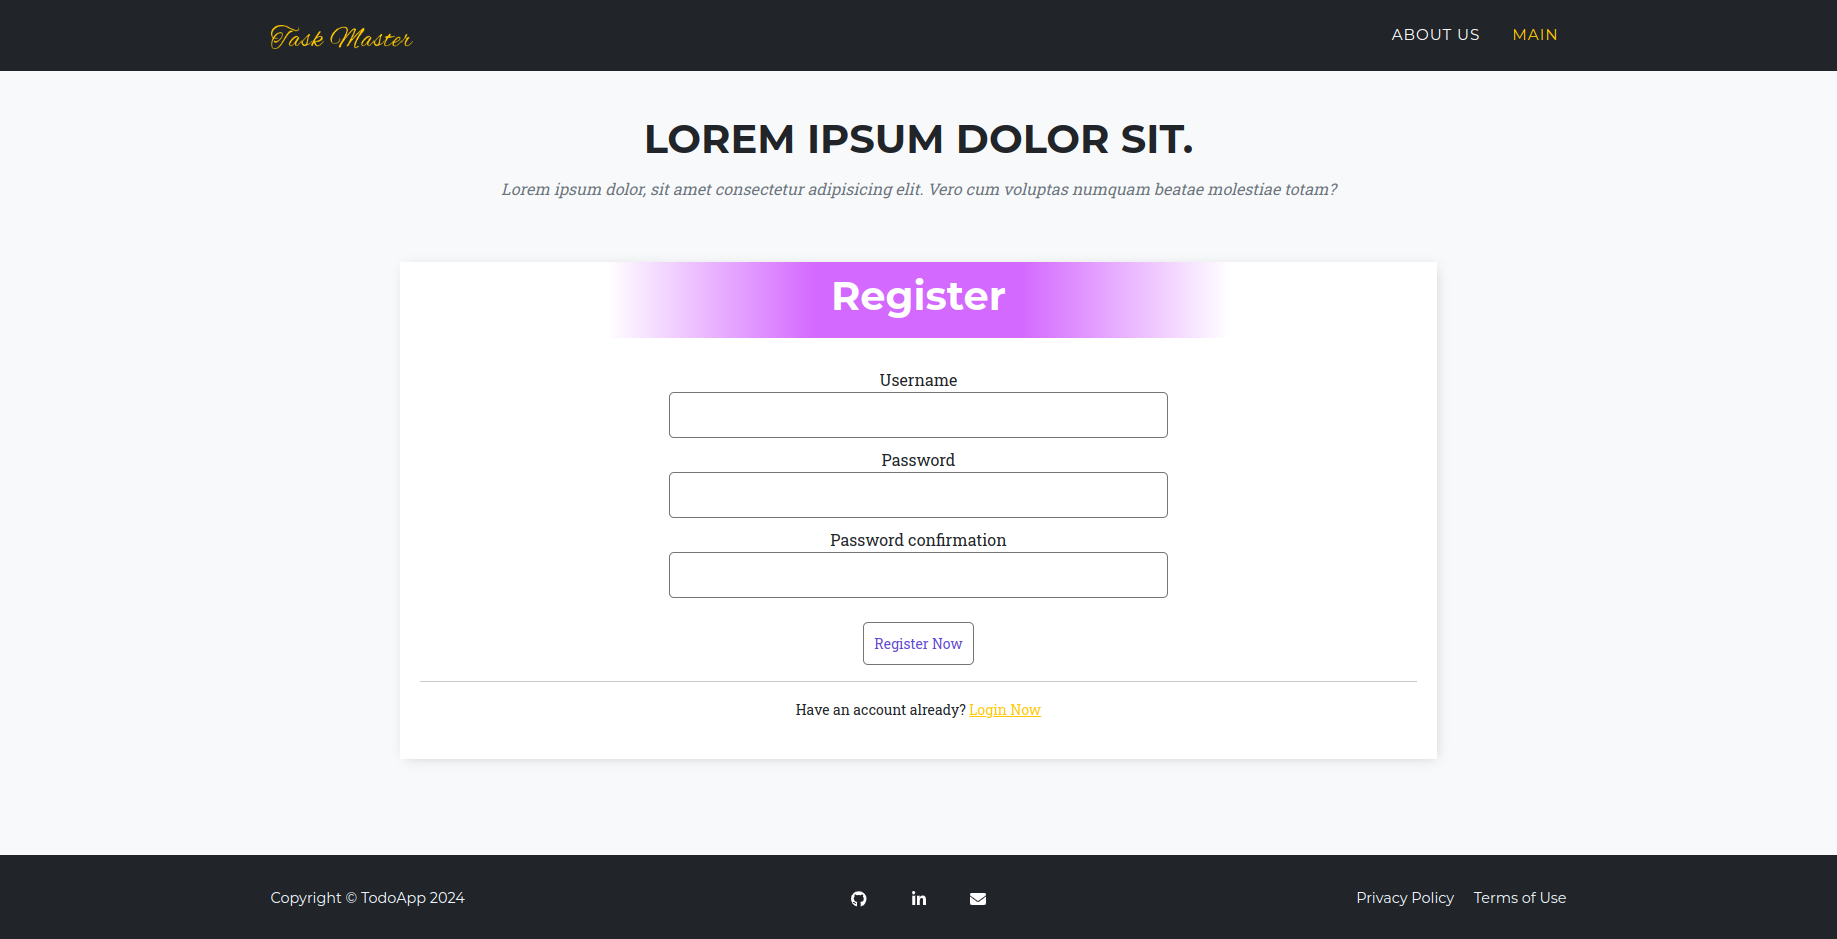 Task Master
ABOUT US MAIN
LOREM IPSUM DOLOR SIT.
Lorem ipsum dolor, sit amet consectetur adipisicing elit. Vero cum voluptas numquam beatae molestiae totam?
Register
Username
Password
Password confirmation
Register Now
Have an account already? Login Now
Copyright © TodoApp 2024
Privacy Policy Terms of Use